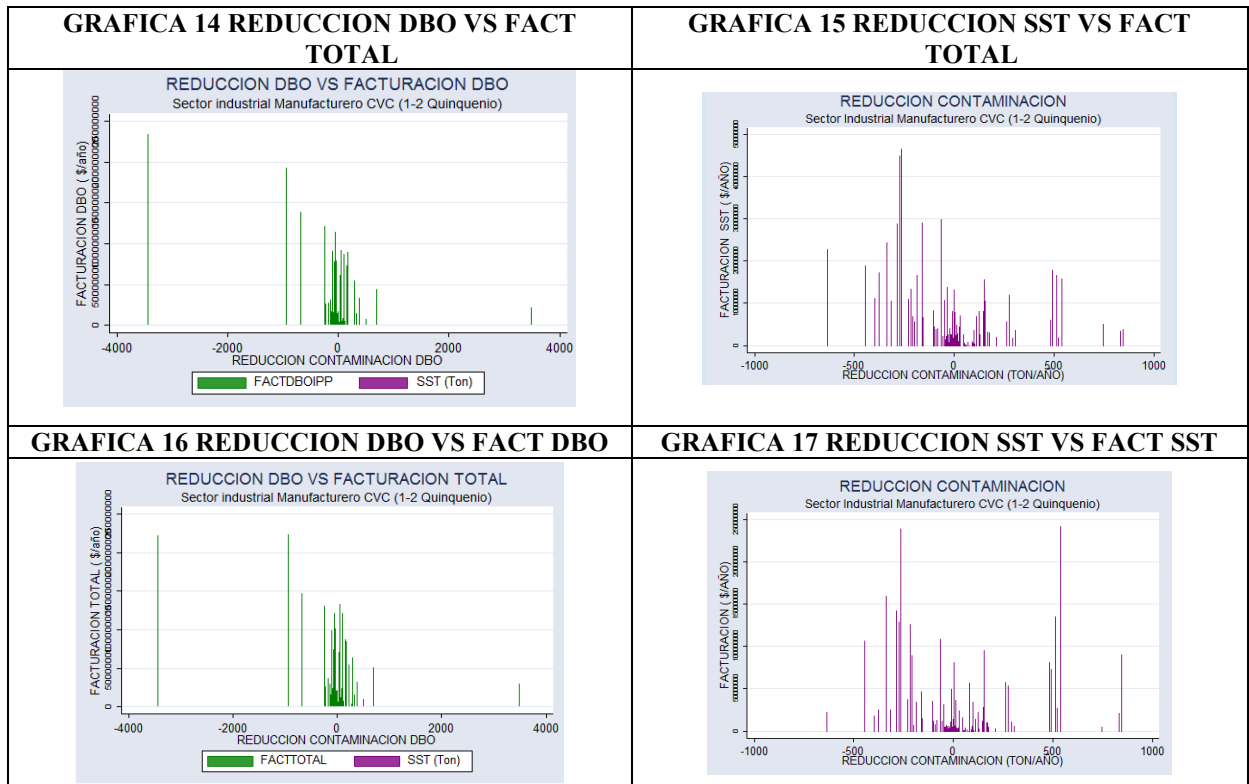 GRAFICA 14 REDUCCION DBO VS FACT
TOTAL
REDUCCION DBO VS FACTURACION DBO
Sector industrial Manufacturero CVC (1-2 Quinquenio)
FACTURACION DBO ( $/año)
0
-4000
-2000
0
2000
4000
REDUCCION CONTAMINACION DBO
FACTDBOIPP
SST (Ton)
GRAFICA 15 REDUCCION SST VS FACT
TOTAL
REDUCCION CONTAMINACION
Sector Industrial Manufacturero CVC (1-2 Quinquenio)
FACTURACION SST ( $/AÑO)
0
-1000
-500
0
500
1000
REDUCCION CONTAMINACION (TON/AÑO)
GRAFICA 16 REDUCCION DBO VS FACT DBO
REDUCCION DBO VS FACTURACION TOTAL
Sector industrial Manufacturero CVC (1-2 Quinquenio)
FACTURACION TOTAL ( $/año)
0
-4000
-2000
0
2000
4000
REDUCCION CONTAMINACION DBO
FACTTOTAL
SST (Ton)
GRAFICA 17 REDUCCION SST VS FACT SST
REDUCCION CONTAMINACION
Sector Industrial Manufacturero CVC (1-2 Quinquenio)
FACTURACION ( $/AÑO)
0
-1000
-500
0
500
1000
REDUCCION CONTAMINACION (TON/AÑO)